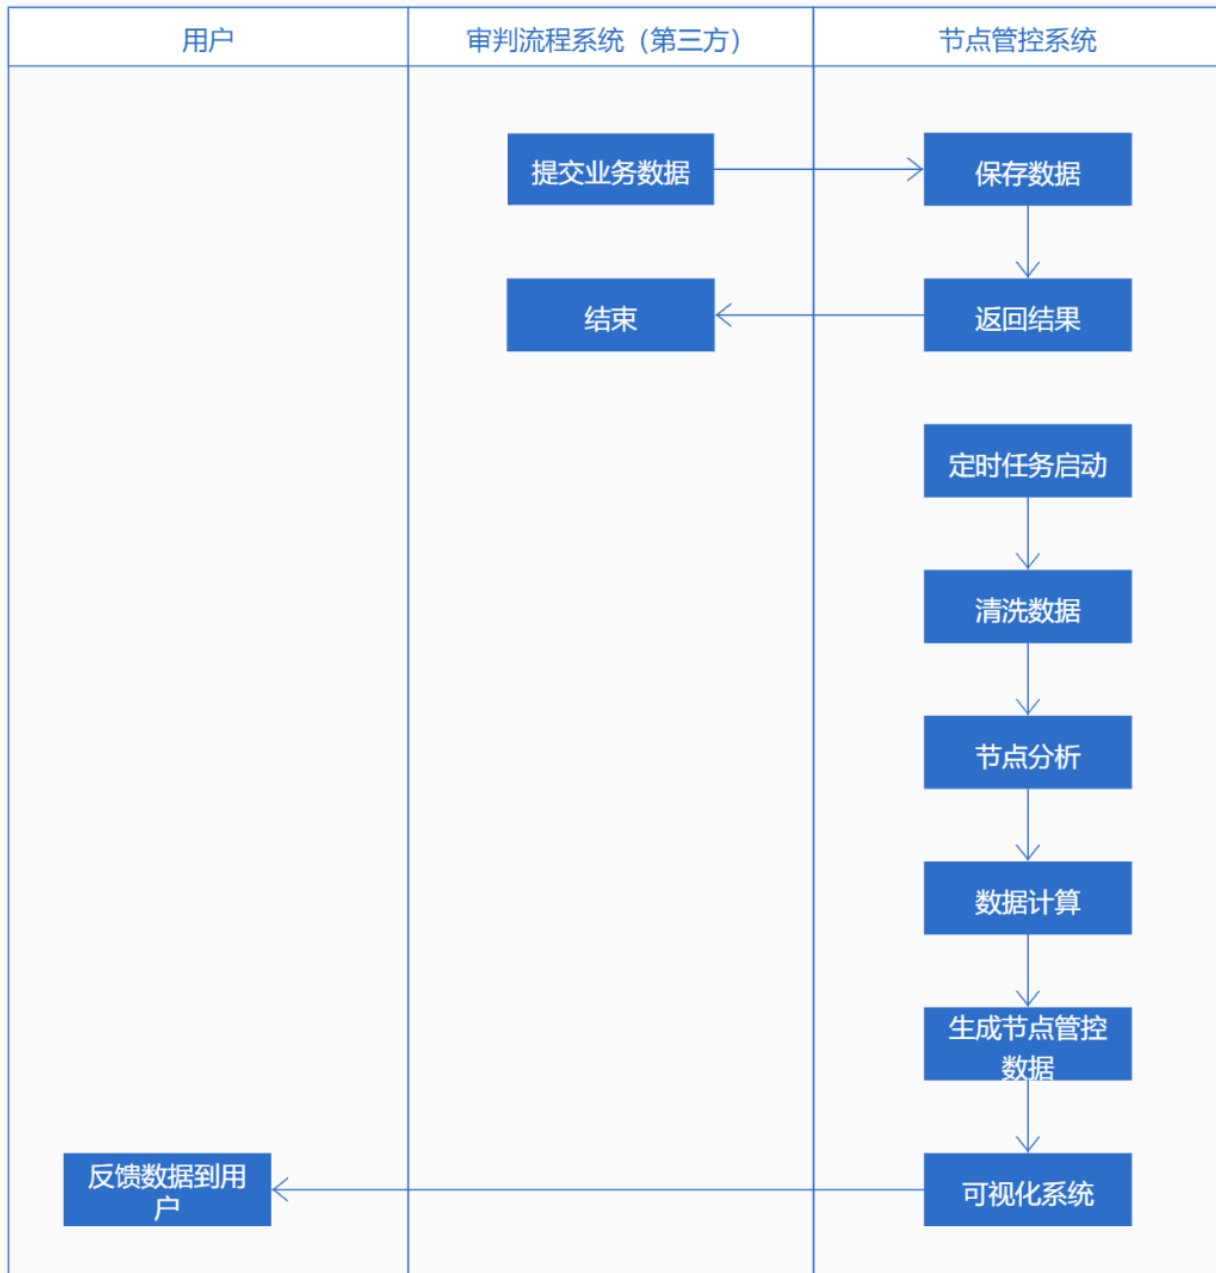 用户
审判流程系统（第三方）
节点管控系统
提交业务数据
保存数据
结束
返回结果
定时任务启动
清洗数据
节点分析
数据计算
生成节点管控
数据
反馈数据到用
户
可视化系统